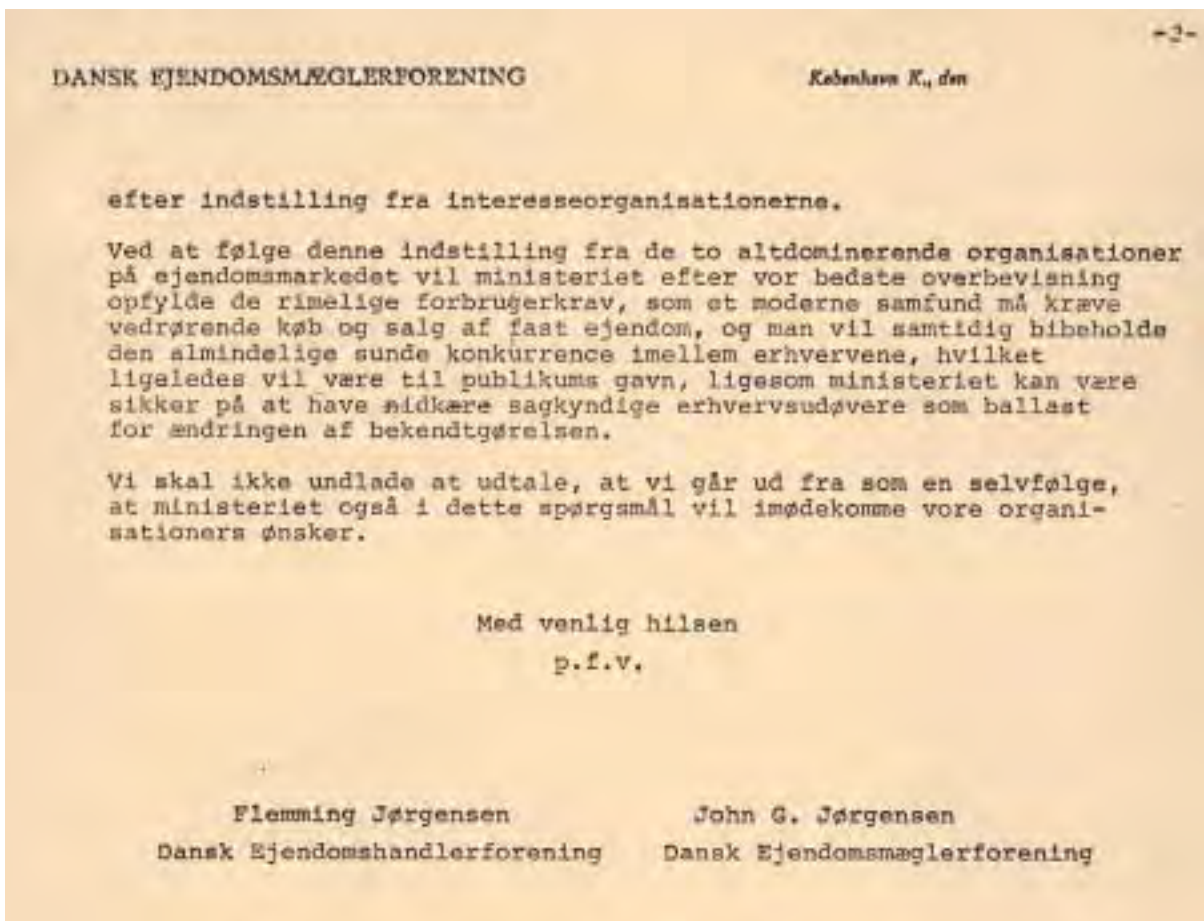 -2-
DANSK EJENDOMSMÆGLERFORENING København K., den
efter indstilling fra interesseorganisationerne.
Ved at følge denne indstilling fra de to altdominerende organisationer
på ejendomsmarkedet vil ministeriet efter vor bedste overbevisning
opfylde de rimelige forbrugerkrav, som et moderne samfund må kræve
vedrørende køb og salg af fast ejendom, og man vil samtidig bibeholde
den almindelige sunde konkurrence imellem erhvervene, hvilket
ligeledes vil være til publikums gavn, ligesom ministeriet kan være
sikker på at have nidkære sagkyndige erhvervsudøvere som ballast
for ændringen af bekendtgørelsen.
Vi skal ikke undlade at udtale, at vi går ud fra som en selvfølge,
at ministeriet også i dette spørgsmål vil imødekomme vore organi-
sationers ønsker.
Med venlig hilsen
p.f.v.
Flemming Jørgensen John G. Jørgensen
Dansk Ejendomshandlerforening Dansk Ejendomsmæglerforening